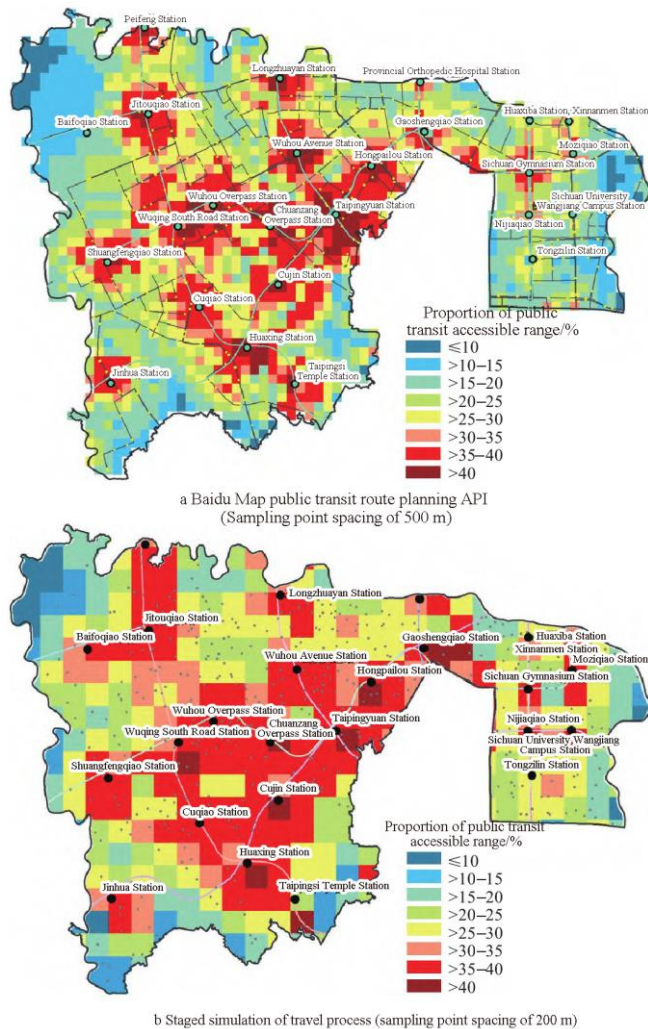 Peifeng Station
Longzhuayan Station
Provincial Orthopedic Hospital Station
Jitouqiao Station
Huaxiba Station, Xinnanmen Station
Baifoqiao Station
Gaoshengqiao Station
Wuhou Avenue Station
Moziqiao Station
Hongpailou Station
Sichuan Gymnasium Station
Wuhou Overpass Station
Sichuan University
Wangjiang Campus Station
Chuanzang
Overpass Station
Taipingyuan Station
Wuqing South Road Station
Nijiaqiao Station
Shuangfengqiao Station
Tongzilin Station
Cujin Station
Cuqiao Station
Proportion of public
transit accessible range/%
Huaxing Station
≤10
>10–15
Taipingsi
Temple Station
Jinhua Station
>15–20
>20–25
>25–30
>30–35
>35–40
>40
a Baidu Map public transit route planning API
(Sampling point spacing of 500 m)
Longzhuayan Station
Jitouqiao Station
Baifoqiao Station
Gaoshengqiao Station
Huaxiba Station
Xinnanmen Station
Moziqiao Station
Wuhou Avenue Station
Hongpailou Station
Sichuan Gymnasium Station
Wuhou Overpass Station
Chuanzang
Overpass Station
Taipingyuan Station
Nijiaqiao Station
Wuqing South Road Station
Sichuan University Wangjiang
Campus Station
Shuangfengqiao Station
Tongzilin Station
Cujin Station
Cuqiao Station
Proportion of public transit
accessible range/%
Huaxing Station
≤10
>10–15
Jinhua Station
Taipingsi Temple Station
>15–20
>20–25
>25–30
>30–35
>35–40
>40
b Staged simulation of travel process (sampling point spacing of 200 m)